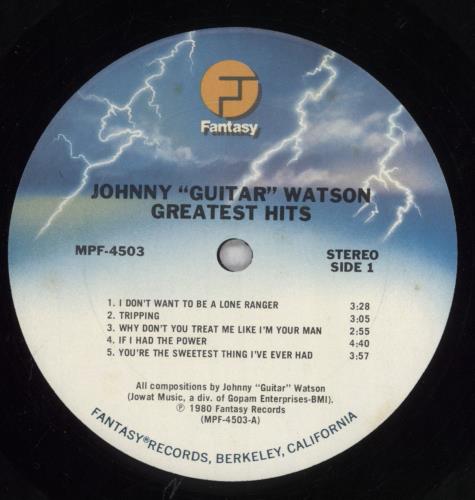 Fantasy
JOHNNY "GUITAR" WATSON
GREATEST HITS
MPF-4503
STEREO
SIDE 1
1. I DON'T WANT TO BE A LONE RANGER 3:28
2. TRIPPING 3:05
3. WHY DON'T YOU TREAT ME LIKE I'M YOUR MAN 2:55
4. IF I HAD THE POWER 4:40
5. YOU'RE THE SWEETEST THING I'VE EVER HAD 3:57
All compositions by Johnny "Guitar" Watson
(Jowat Music, a div. of Gopam Enterprises-BMI).
℗ 1980 Fantasy Records
(MPF-4503-A)
FANTASY® RECORDS, BERKELEY, CALIFORNIA